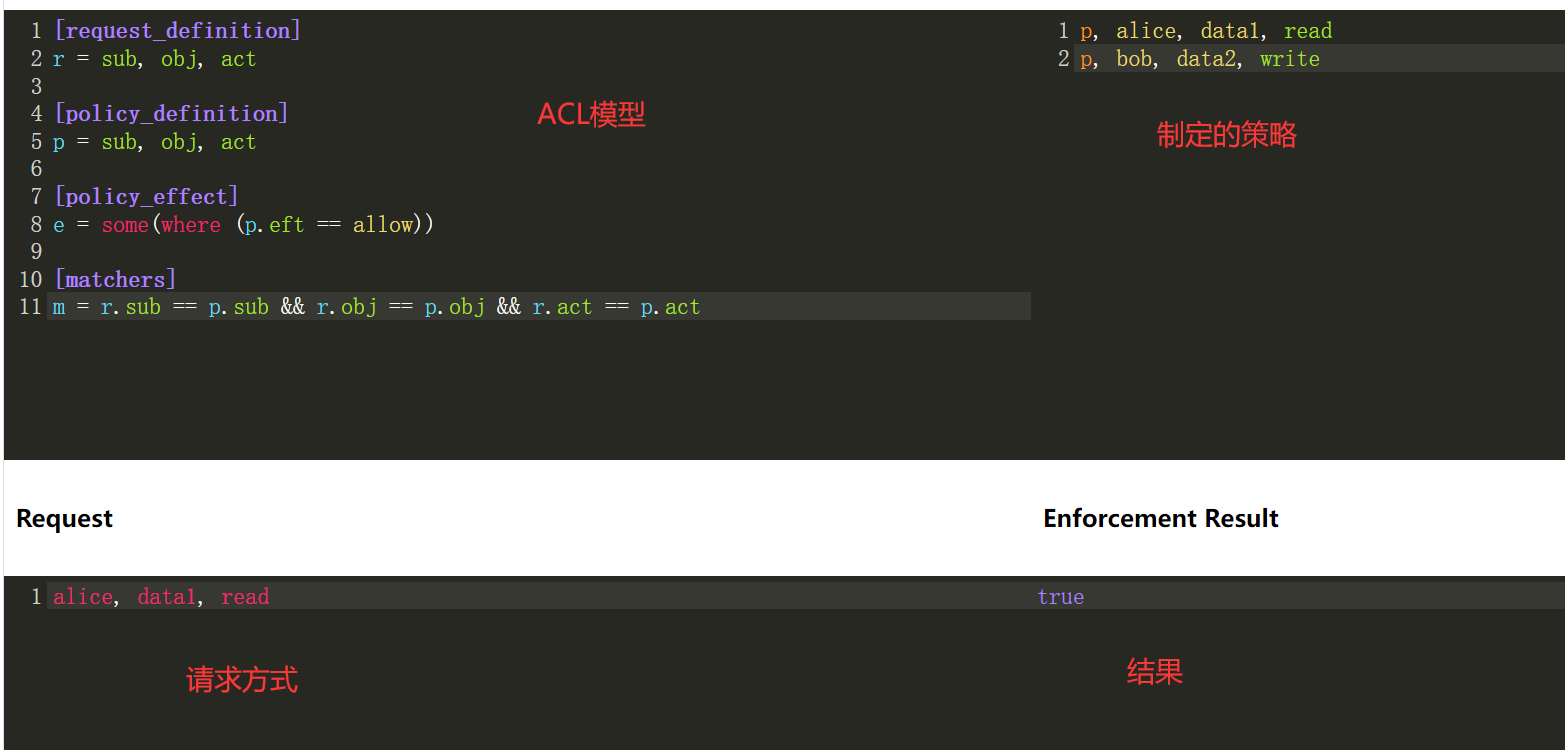 1 [request_definition]
2 r = sub, obj, act
3
4 [policy_definition]
5 p = sub, obj, act
6
7 [policy_effect]
8 e = some(where (p.eft == allow))
9
10 [matchers]
11 m = r.sub == p.sub && r.obj == p.obj && r.act == p.act
ACL模型
1 p, alice, data1, read
2 p, bob, data2, write
制定的策略
Request
Enforcement Result
1 alice, data1, read
true
请求方式
结果